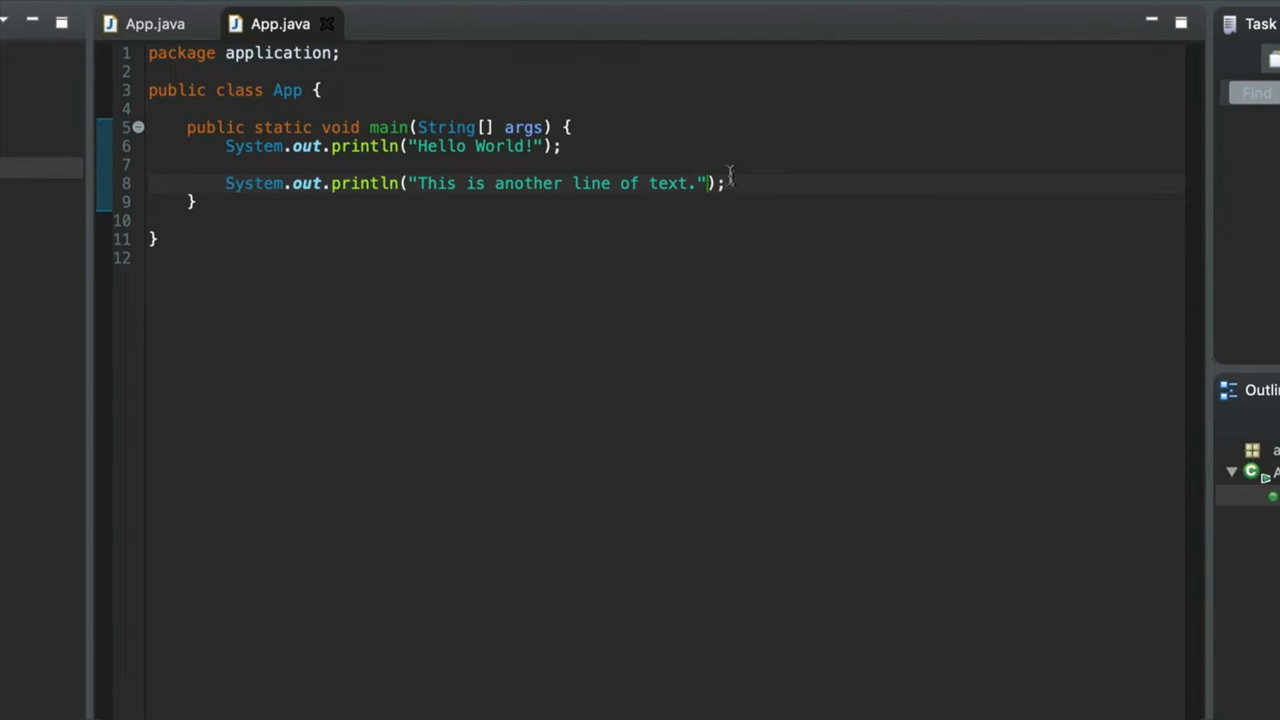 App.java
App.java
Task
Find
1 package application;
2
3 public class App {
4
5 public static void main(String[] args) {
6 System.out.println("Hello World!");
7
8 System.out.println("This is another line of text.");
9 }
10
11 }
12
Outli